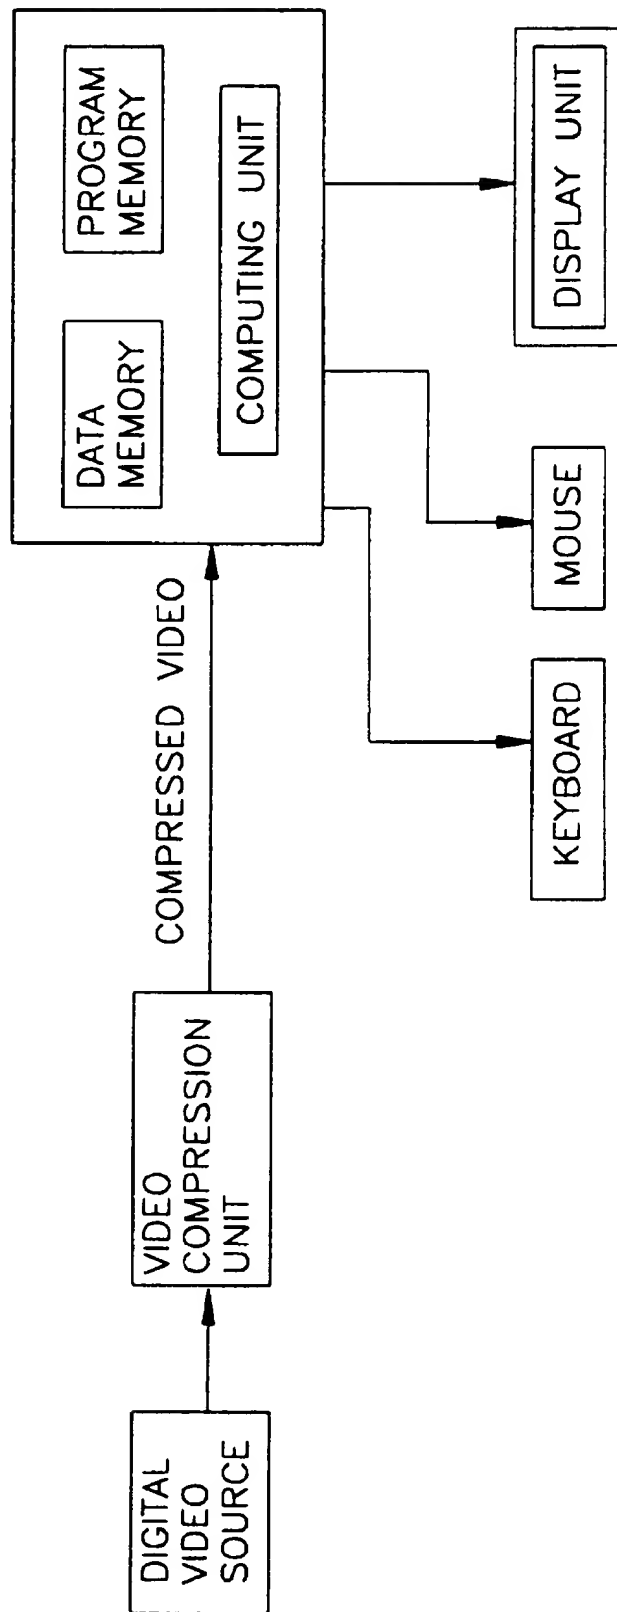 DIGITAL
VIDEO
SOURCE
VIDEO
COMPRESSION
UNIT
COMPRESSED VIDEO
DATA
MEMORY
PROGRAM
MEMORY
COMPUTING UNIT
KEYBOARD
MOUSE
DISPLAY UNIT